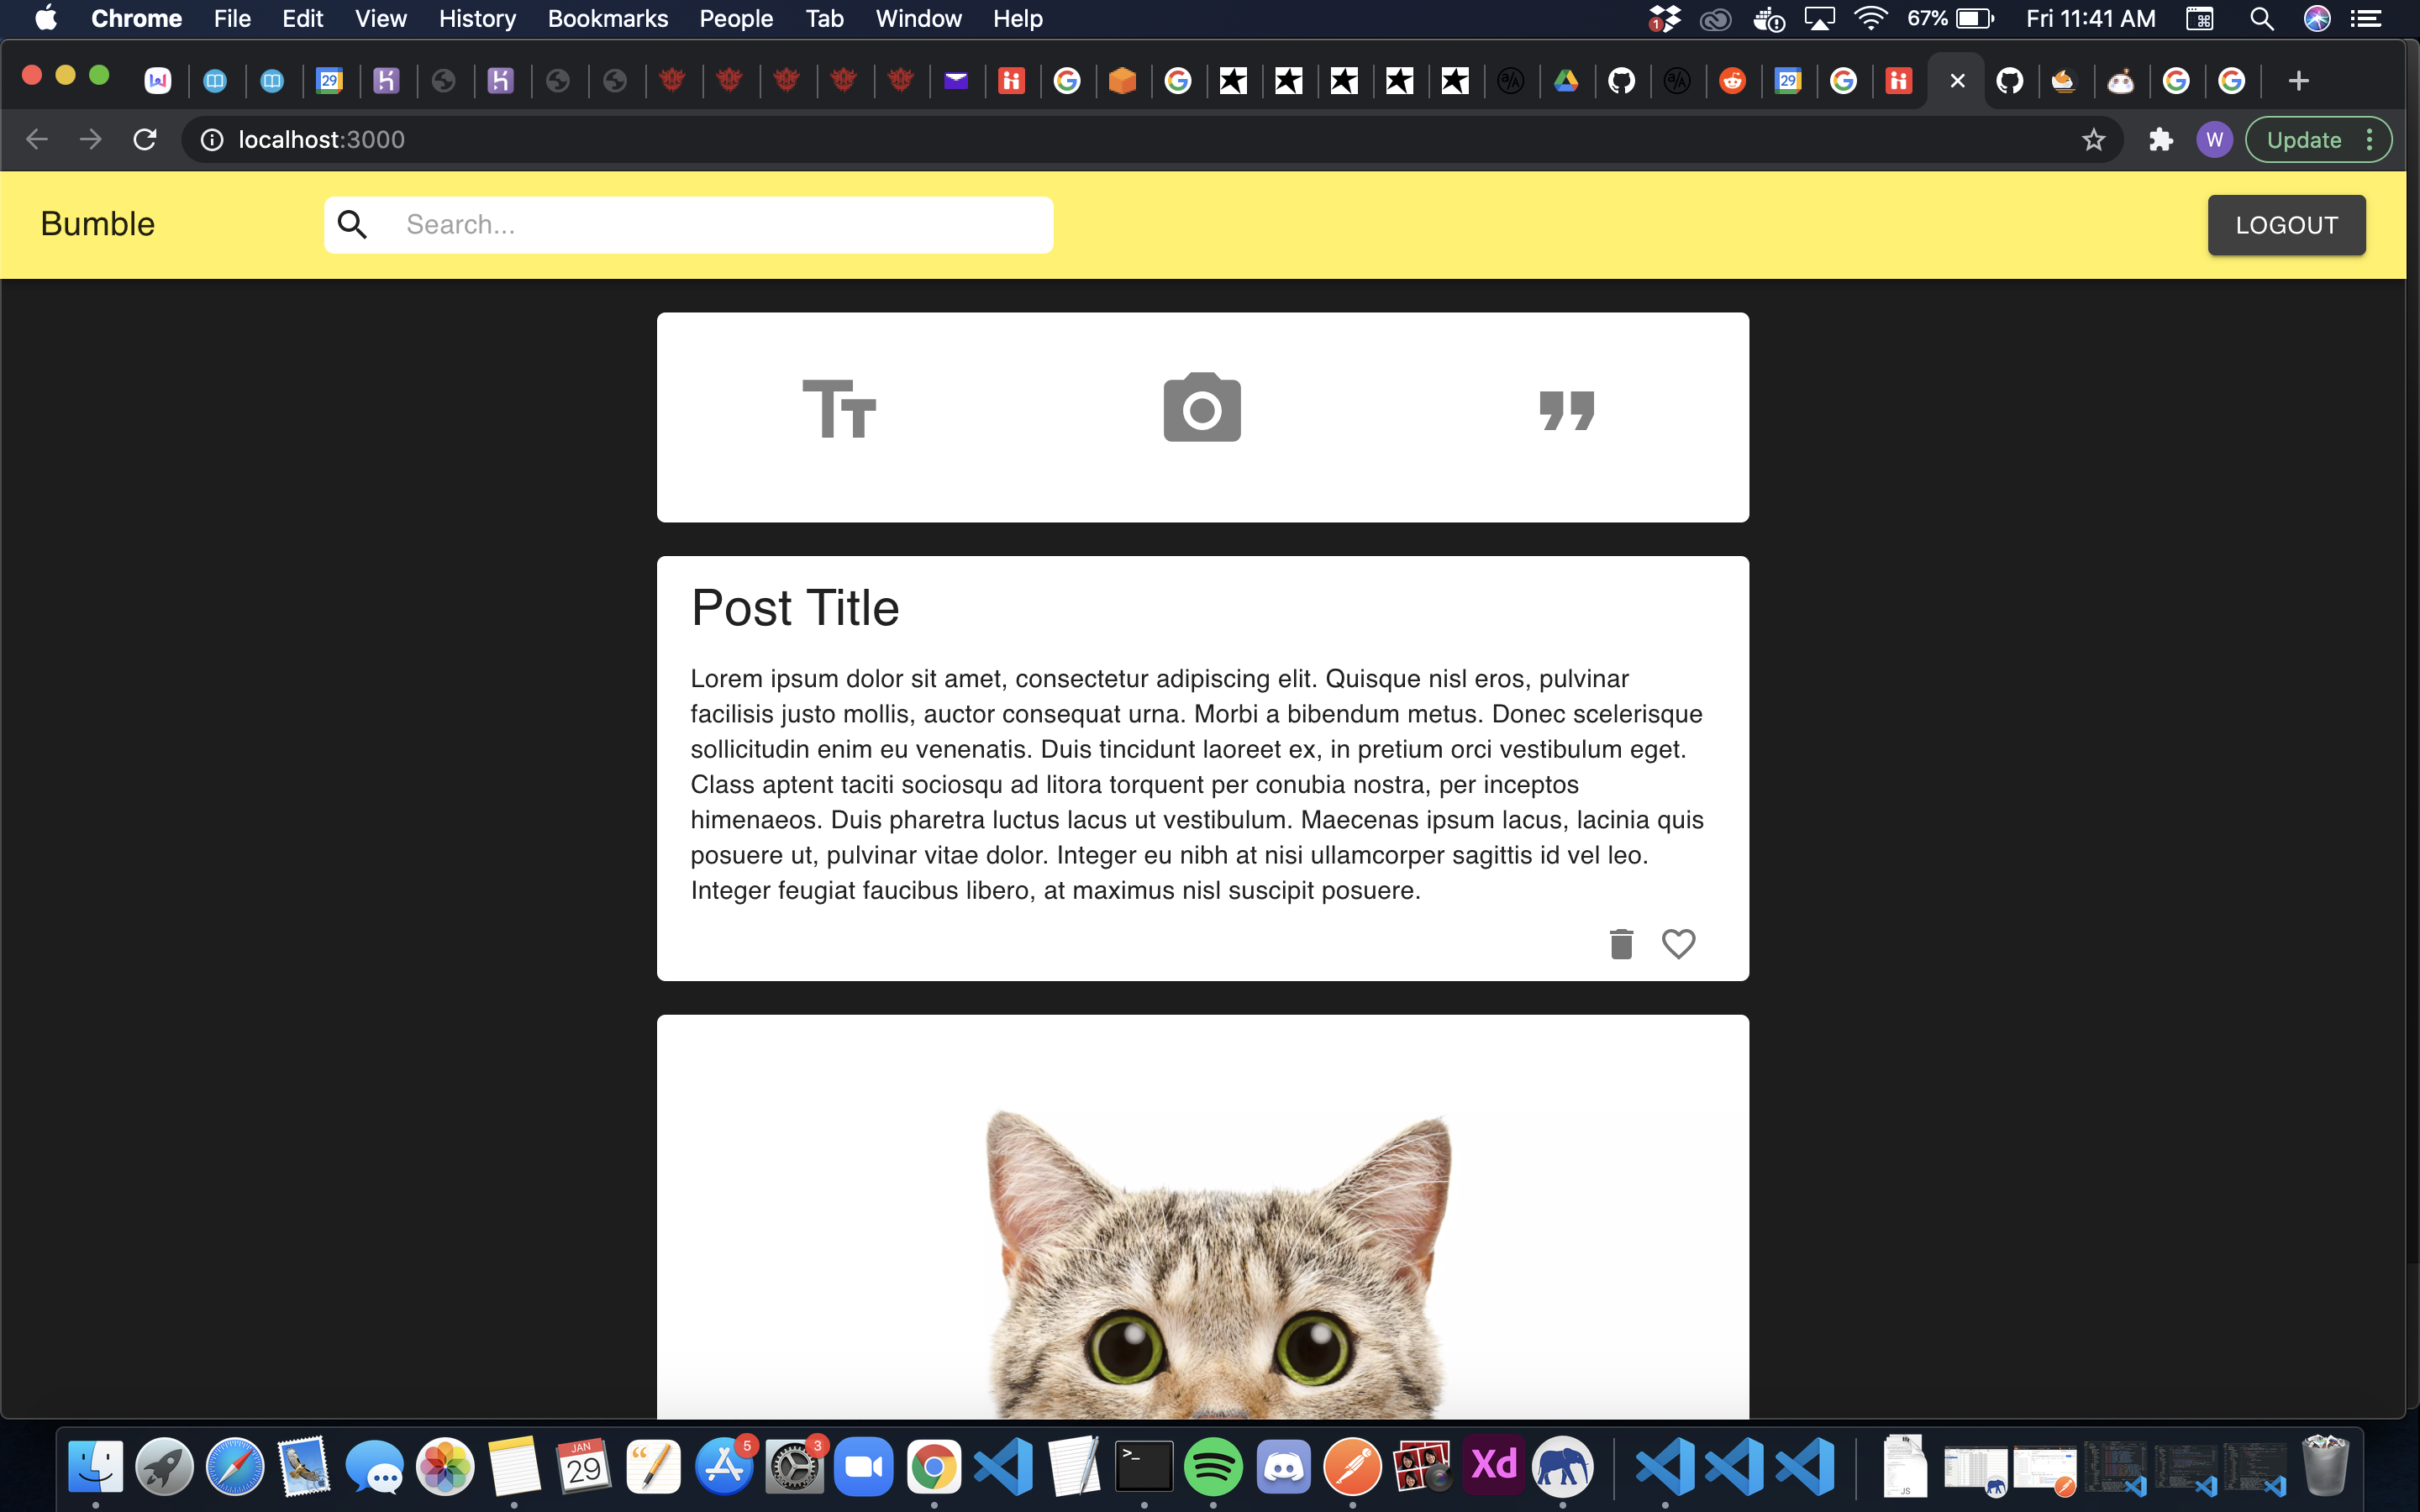 Chrome File Edit View History Bookmarks People Tab Window Help 67% Fri 11:41 AM
localhost:3000
W
Update
Bumble
Search...
LOGOUT
Post Title
Lorem ipsum dolor sit amet, consectetur adipiscing elit. Quisque nisl eros, pulvinar
facilisis justo mollis, auctor consequat urna. Morbi a bibendum metus. Donec scelerisque
sollicitudin enim eu venenatis. Duis tincidunt laoreet ex, in pretium orci vestibulum eget.
Class aptent taciti sociosqu ad litora torquent per conubia nostra, per inceptos
himenaeos. Duis pharetra luctus lacus ut vestibulum. Maecenas ipsum lacus, lacinia quis
posuere ut, pulvinar vitae dolor. Integer eu nibh at nisi ullamcorper sagittis id vel leo.
Integer feugiat faucibus libero, at maximus nisl suscipit posuere.
JAN
29
5
3
Xd
JS